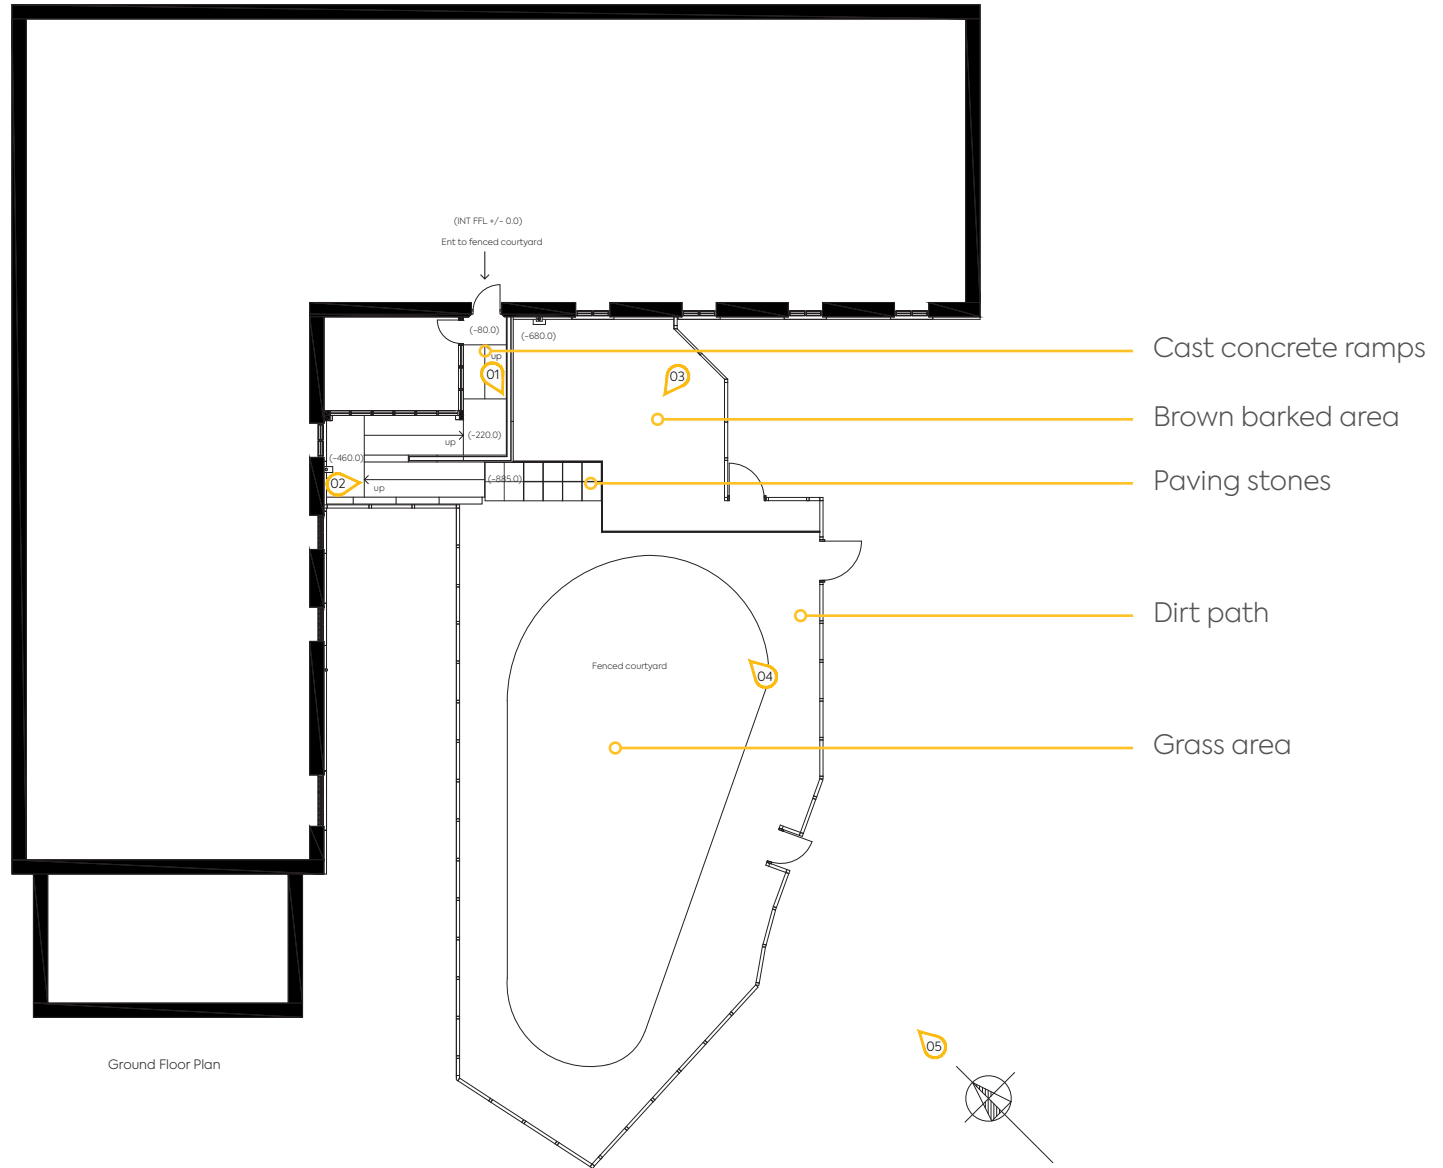 (INT FFL +/- 0.0)
Ent to fenced courtyard
(-80.0)
(-680.0)
up
Cast concrete ramps
01
03
Brown barked area
(-220.0)
up
(-460.0)
(-885.0)
Paving stones
02
up
Dirt path
Fenced courtyard
04
Grass area
05
Ground Floor Plan